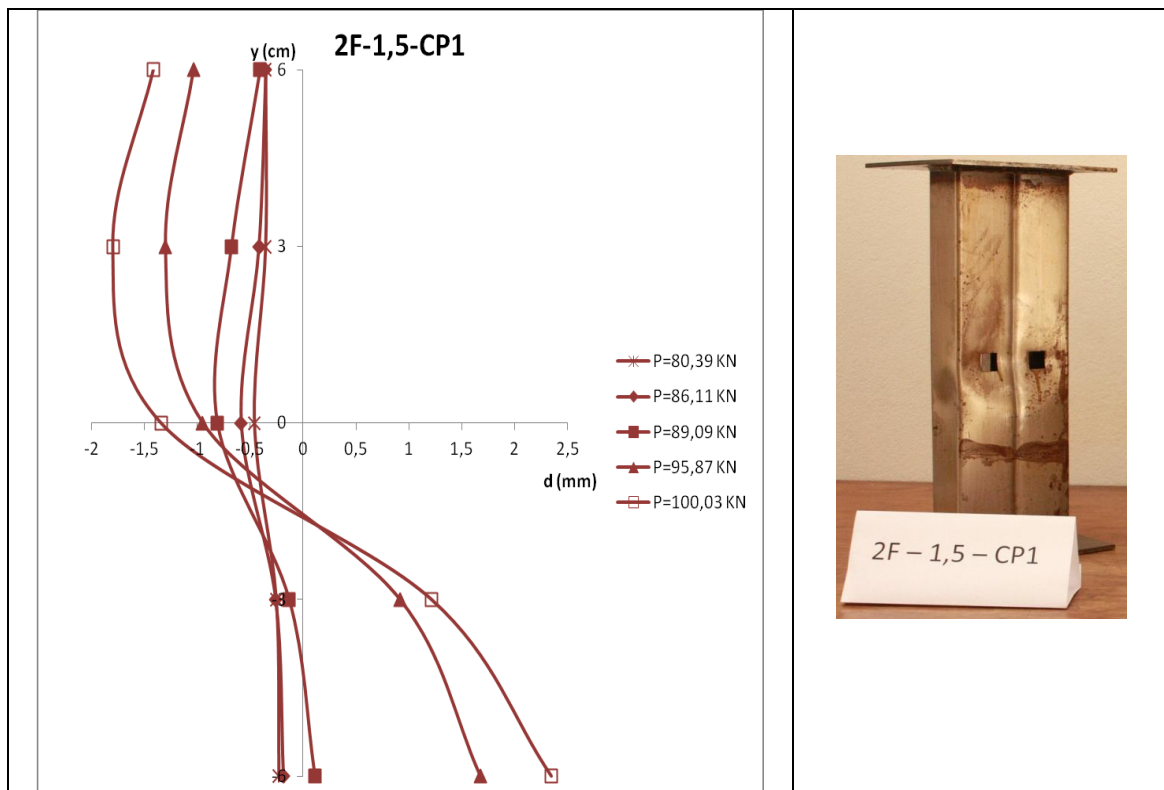 2F-1,5-CP1
y (cm)
6
3
0
-3
-6
-2
-1,5
-1
-0,5
0
0,5
1
1,5
2
2,5
d (mm)
P=80,39 KN
P=86,11 KN
P=89,09 KN
P=95,87 KN
P=100,03 KN
2F – 1,5 – CP1